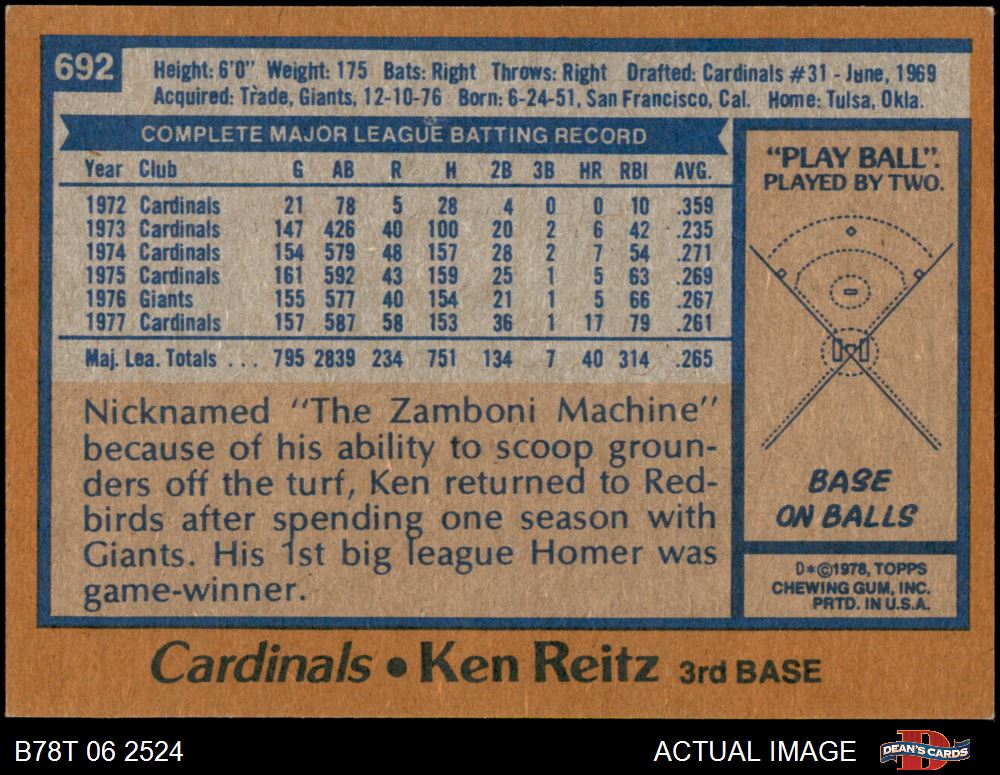 692
Height: 6'0" Weight: 175 Bats: Right Throws: Right Drafted: Cardinals #31 - June, 1969
Acquired: Trade, Giants, 12-10-76 Born: 6-24-51, San Francisco, Cal. Home: Tulsa, Okla.
COMPLETE MAJOR LEAGUE BATTING RECORD
Year Club G AB R H 2B 3B HR RBI AVG.
1972 Cardinals 21 78 5 28 4 0 0 10 .359
1973 Cardinals 147 426 40 100 20 2 6 42 .235
1974 Cardinals 154 579 48 157 28 2 7 54 .271
1975 Cardinals 161 592 43 159 25 1 5 63 .269
1976 Giants 155 577 40 154 21 1 5 66 .267
1977 Cardinals 157 587 58 153 36 1 17 79 .261
Maj. Lea. Totals ... 795 2839 234 751 134 7 40 314 .265
Nicknamed "The Zamboni Machine"
because of his ability to scoop groun-
ders off the turf, Ken returned to Red-
birds after spending one season with
Giants. His 1st big league Homer was
game-winner.
"PLAY BALL".
PLAYED BY TWO.
BASE
ON BALLS
D*©1978, TOPPS
CHEWING GUM, INC.
PRTD. IN U.S.A.
Cardinals • Ken Reitz 3rd BASE
B78T 06 2524 ACTUAL IMAGE D DEAN'S CARDS